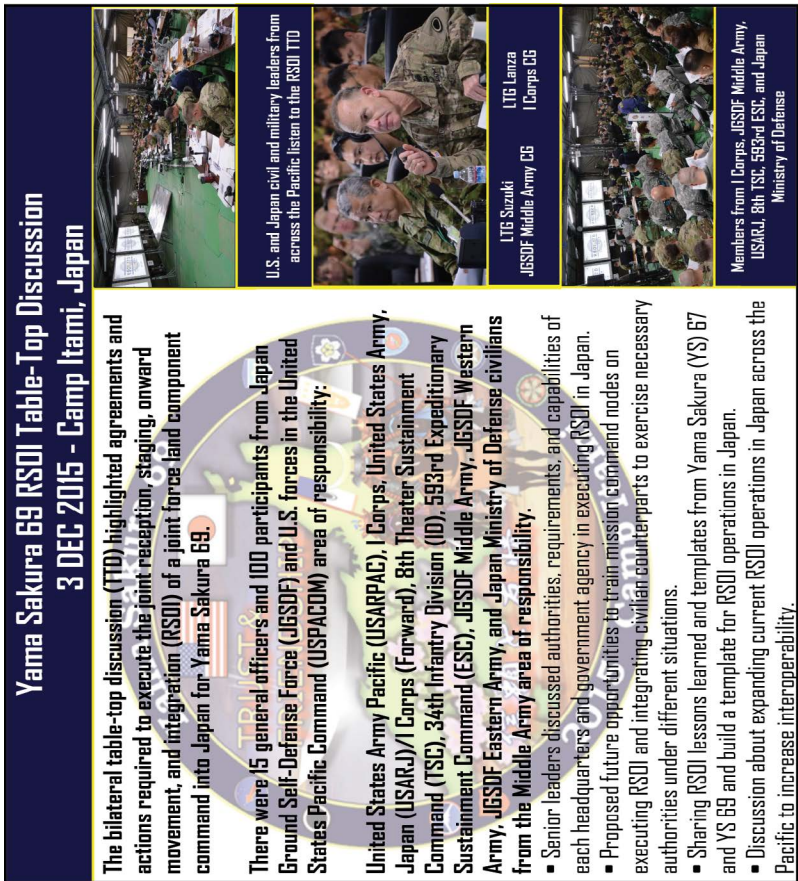 Yama Sakura 69 RSOI Table-Top Discussion
3 DEC 2015 - Camp Itami, Japan
The bilateral table-top discussion (TTD) highlighted agreements and
actions required to execute the joint reception, staging, onward
movement, and integration (RSOI) of a joint force land component
command into Japan for Yama Sakura 69.
There were 15 general officers and 100 participants from Japan
Ground Self-Defense Force (JGSDF) and U.S. forces in the United
States Pacific Command (USPACOM) area of responsibility:
United States Army Pacific (USARPAC), I Corps, United States Army,
Japan (USARJ)/I Corps (Forward), 8th Theater Sustainment
Command (TSC), 34th Infantry Division (ID), 593rd Expeditionary
Sustainment Command (ESC), JGSDF Middle Army, JGSDF Western
Army, JGSDF Eastern Army, and Japan Ministry of Defense civilians
from the Middle Army area of responsibility.
▪ Senior leaders discussed authorities, requirements, and capabilities of
each headquarters and government agency in executing RSOI in Japan.
▪ Proposed future opportunities to train mission command nodes on
executing RSOI and integrating civilian counterparts to exercise necessary
authorities under different situations.
▪ Sharing RSOI lessons learned and templates from Yama Sakura (YS) 67
and YS 69 and build a template for RSOI operations in Japan.
▪ Discussion about expanding current RSOI operations in Japan across the
Pacific to increase interoperability.
Yama Sakura 69
TRUST &
FRIENDSHIP
2015 Camp
U.S. and Japan civil and military leaders from
across the Pacific listen to the RSOI TTD
LTG Suzuki
JGSDF Middle Army CG
LTG Lanza
I Corps CG
Members from I Corps, JGSDF Middle Army,
USARJ, 8th TSC, 593rd ESC, and Japan
Ministry of Defense